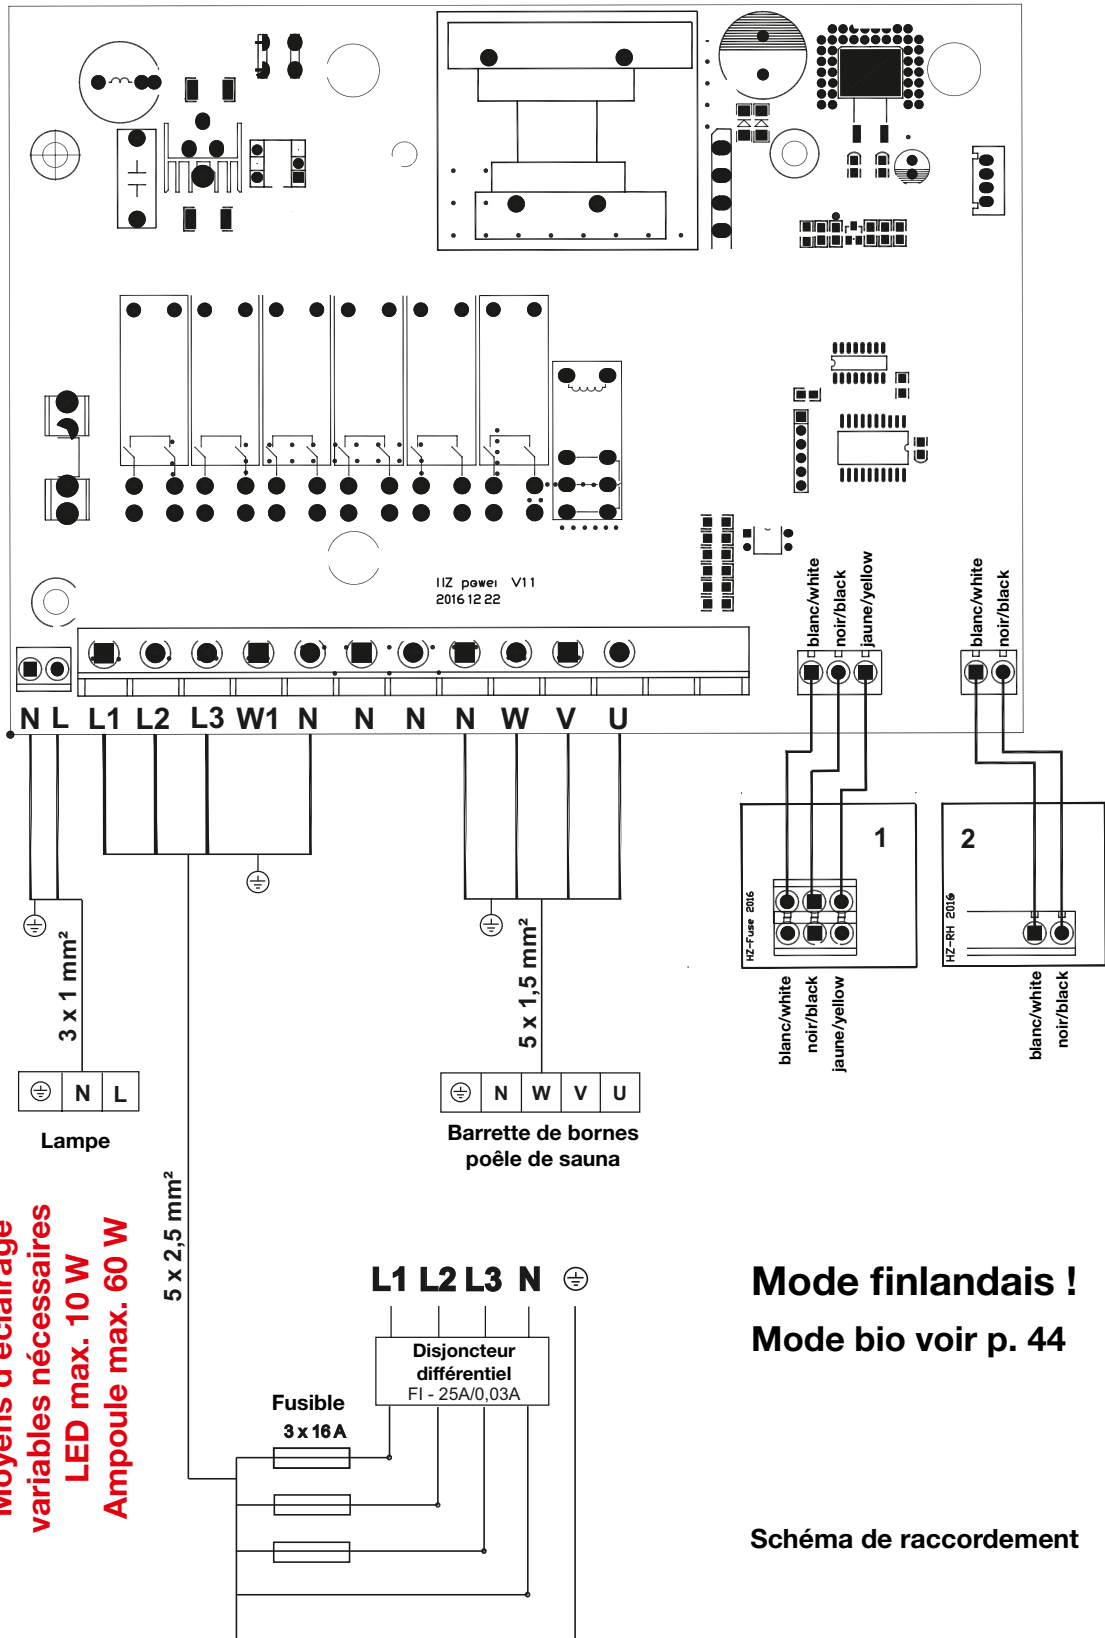 HZ power V1 1
2016 12 22
blanc/white
noir/black
jaune/yellow
blanc/white
noir/black
N L L1 L2 L3 W1 N N N N W V U
1
2
HZ-Fuse 2016
HZ-RH 2016
blanc/white
noir/black
jaune/yellow
blanc/white
noir/black
3 x 1 mm²
5 x 1,5 mm²
N L
Lampe
N W V U
Barrette de bornes
poêle de sauna
5 x 2,5 mm²
Moyens d'éclairage
variables nécessaires
LED max. 10 W
Ampoule max. 60 W
L1 L2 L3 N
Disjoncteur
différentiel
FI - 25A/0,03A
Fusible
3 x 16 A
Mode finlandais !
Mode bio voir p. 44
Schéma de raccordement